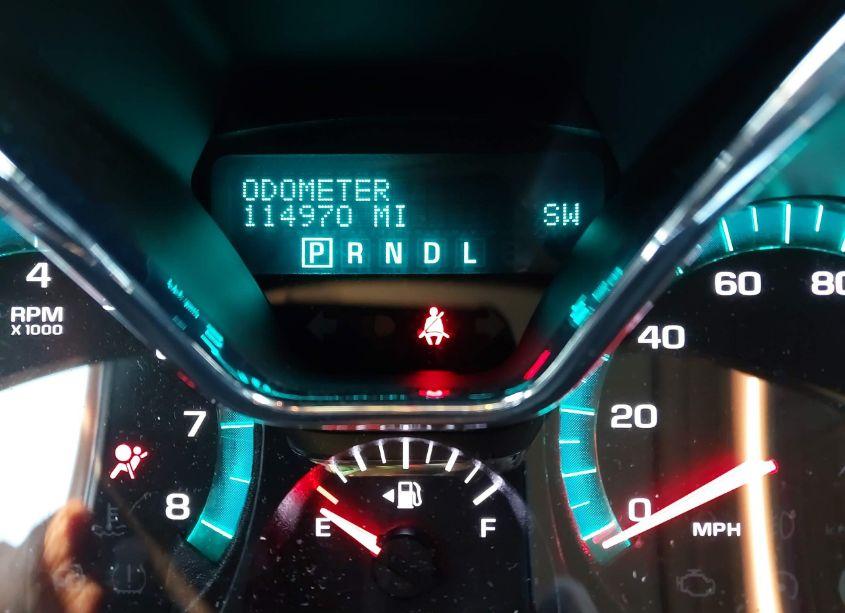 ODOMETER
114970 MI SW
P R N D L
4
RPM
X 1000
7
8
E F
60 80
40
20
0
MPH